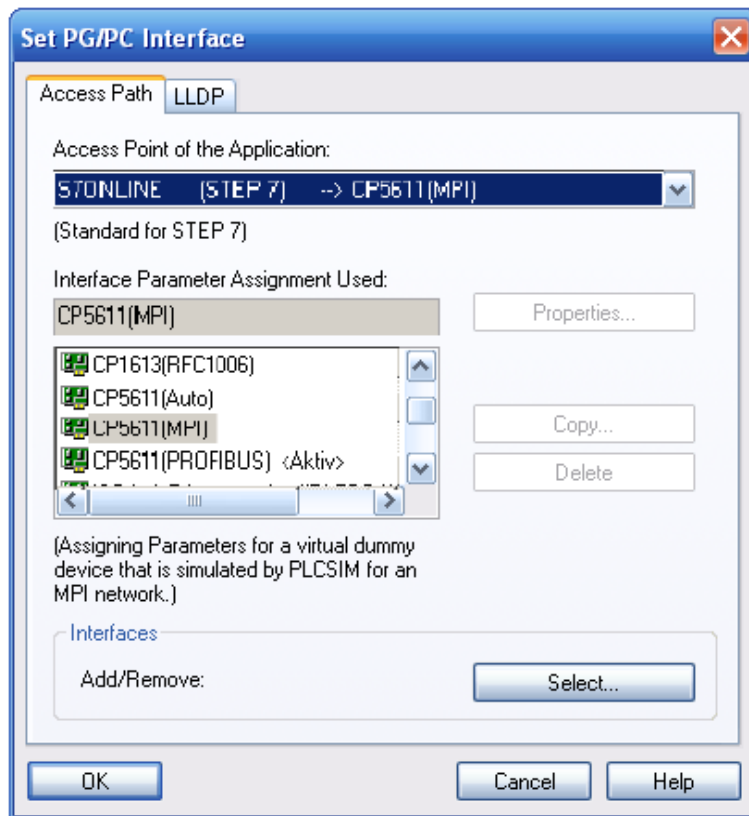 Set PG/PC Interface
Access Path
LLDP
Access Point of the Application:
S7ONLINE (STEP 7) --> CP5611(MPI)
(Standard for STEP 7)
Interface Parameter Assignment Used:
CP5611(MPI)
Properties...
CP1613(RFC1006)
CP5611(Auto)
CP5611(MPI)
CP5611(PROFIBUS) <Aktiv>
Copy...
Delete
(Assigning Parameters for a virtual dummy
device that is simulated by PLCSIM for an
MPI network.)
Interfaces
Add/Remove:
Select...
OK
Cancel
Help